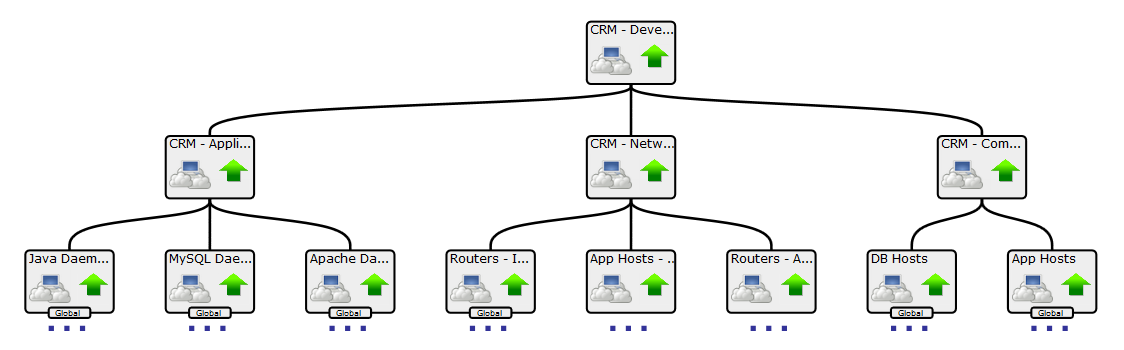 CRM - Deve...
CRM - Appli...
CRM - Netw...
CRM - Com...
Java Daem...
MySQL Dae...
Apache Da...
Routers - I...
App Hosts - ...
Routers - A...
DB Hosts
App Hosts
Global
Global
Global
Global
Global
Global